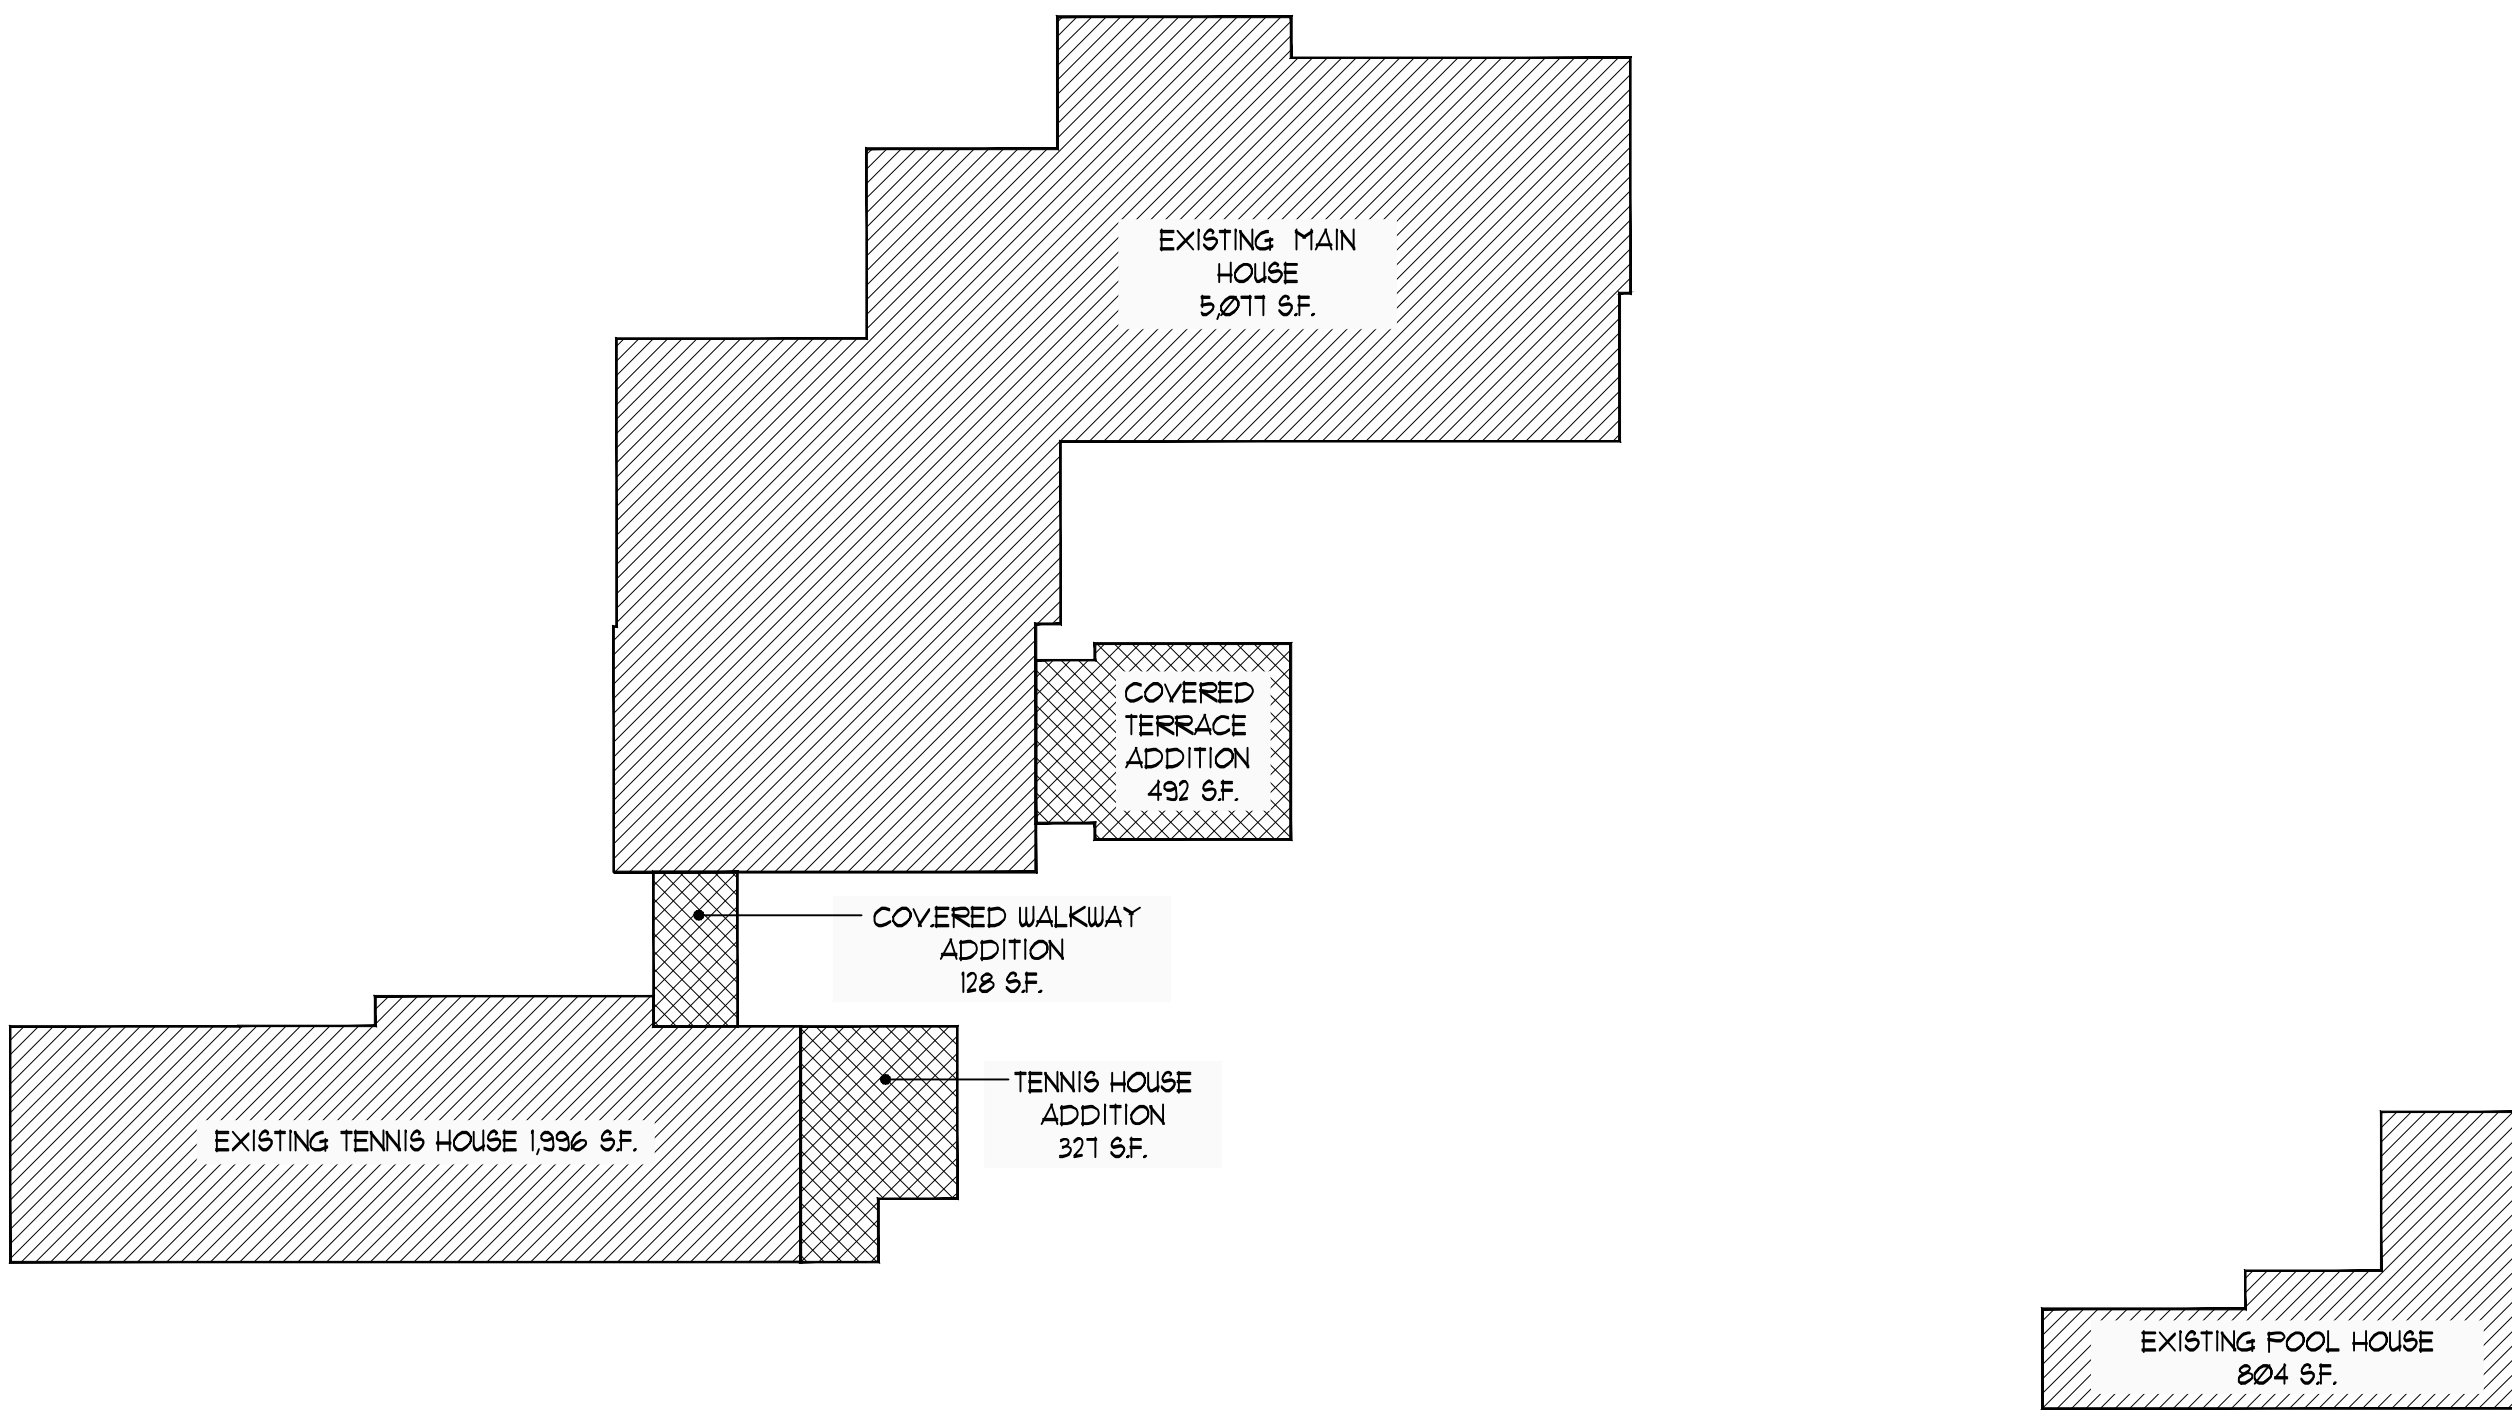 EXISTING MAIN
HOUSE
5,077 S.F.
COVERED
TERRACE
ADDITION
492 S.F.
COV.ERED WALKWAY
ADDITION
128 S.F.
TENNIS HOUSE
ADDITION
327 S.F.
EXISTING TENNIS HOUSE 1,996 S.F.
EXISTING POOL HOUSE
804 S.F.